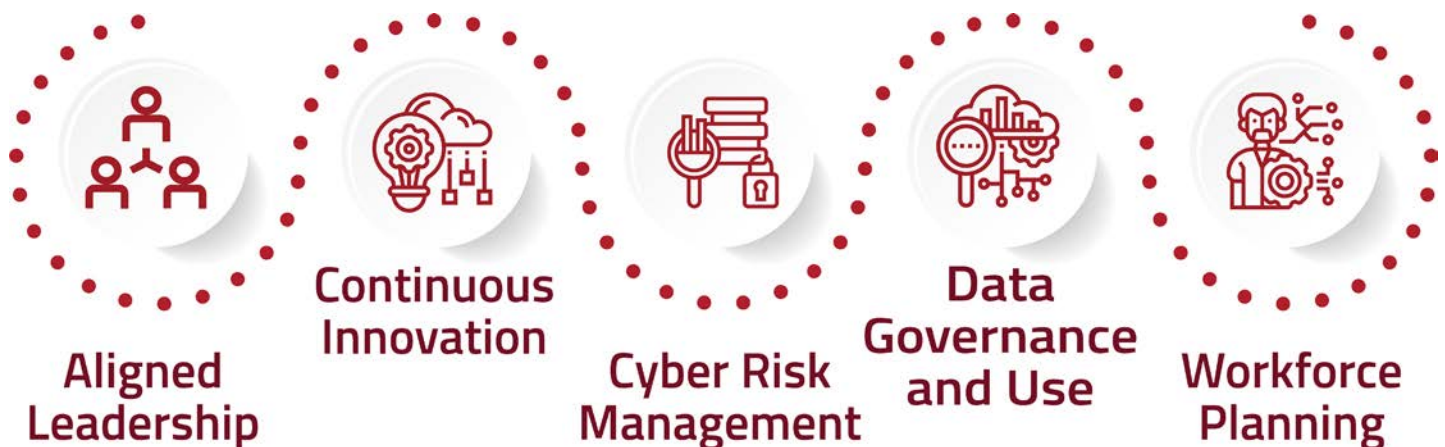 Aligned
Leadership
Continuous
Innovation
Cyber Risk
Management
Data
Governance
and Use
Workforce
Planning